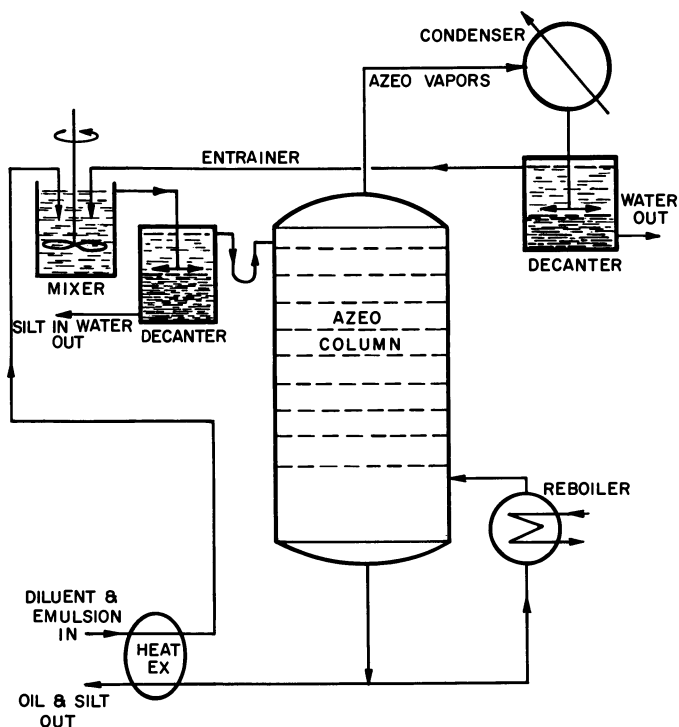 CONDENSER
AZEO VAPORS
ENTRAINER
WATER
OUT
DECANTER
MIXER
SILT IN WATER
OUT
DECANTER
AZEO
COLUMN
REBOILER
DILUENT &
EMULSION
IN
HEAT
EX
OIL & SILT
OUT